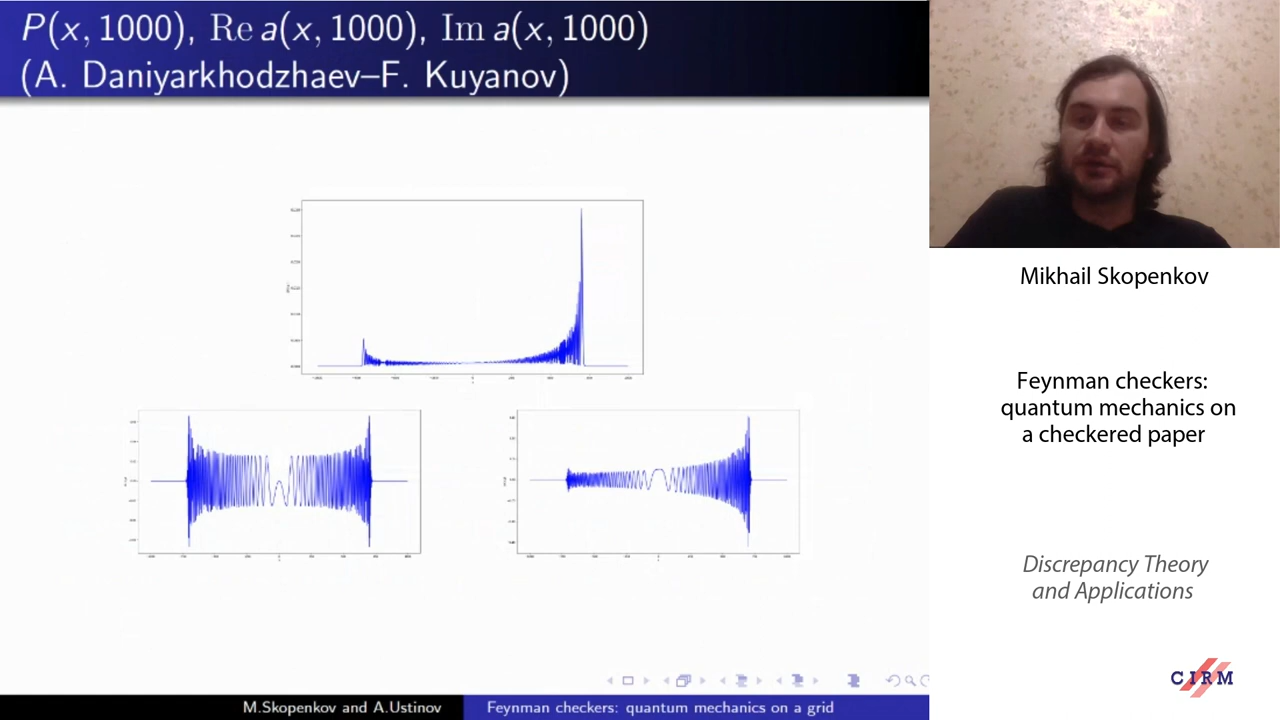 P(x, 1000), Re a(x, 1000), Im a(x, 1000)
(A. Daniyarkhodzhaev–F. Kuyanov)
Mikhail Skopenkov
Feynman checkers:
quantum mechanics on
a checkered paper
Discrepancy Theory
and Applications
CIRM
M.Skopenkov and A.Ustinov
Feynman checkers: quantum mechanics on a grid